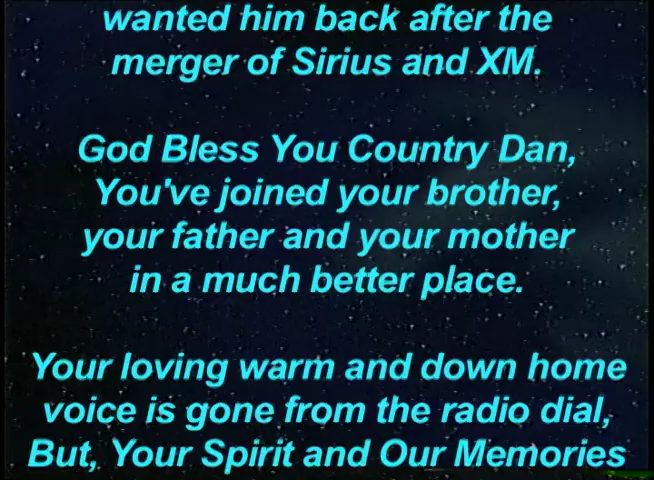 wanted him back after the
merger of Sirius and XM.
God Bless You Country Dan,
You've joined your brother,
your father and your mother
in a much better place.
Your loving warm and down home
voice is gone from the radio dial,
But, Your Spirit and Our Memories